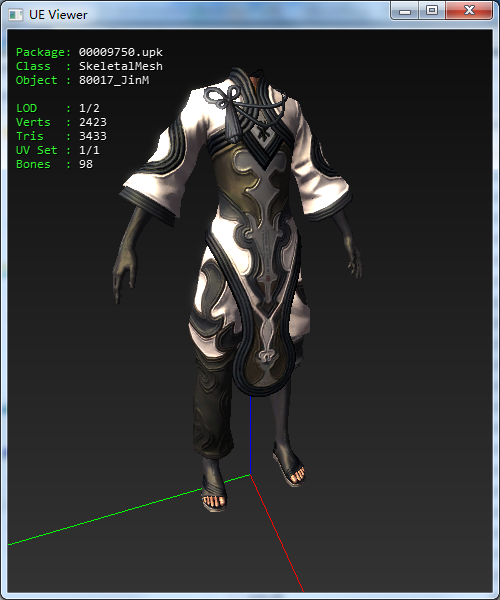 UE Viewer
Package: 00009750.upk
Class : SkeletalMesh
Object : 80017_JinM
LOD : 1/2
Verts : 2423
Tris : 3433
UV Set : 1/1
Bones : 98